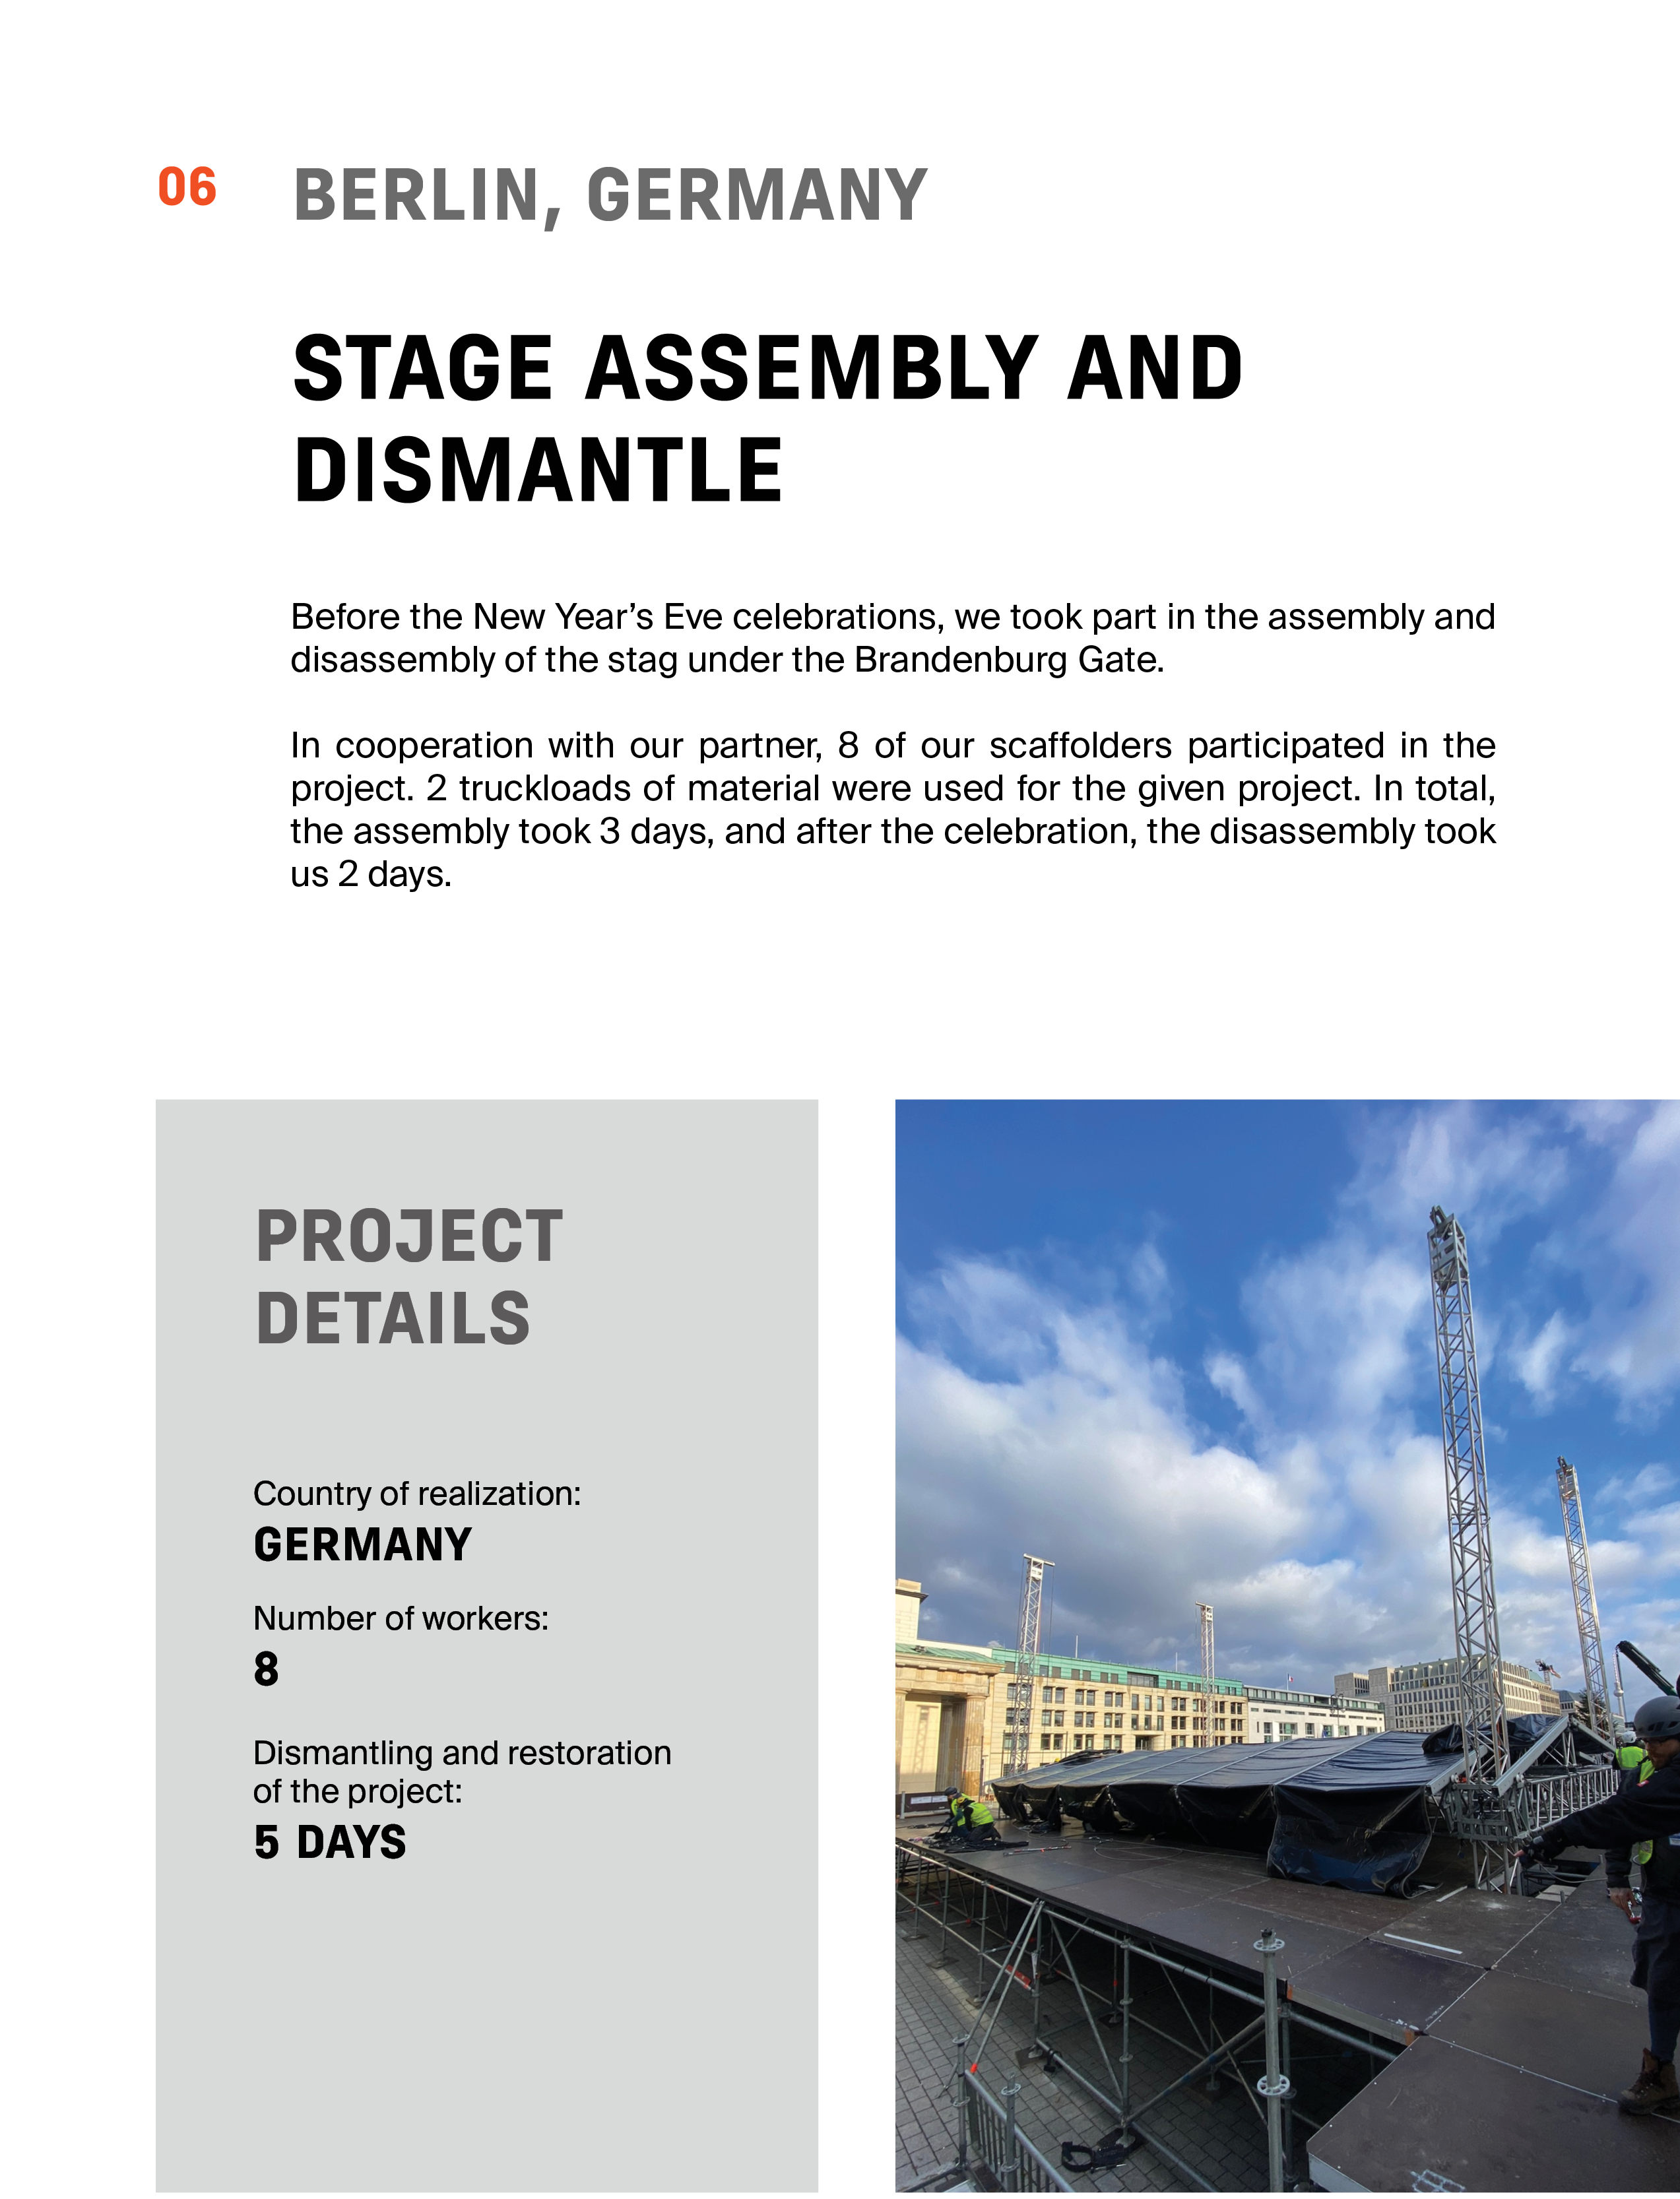 06
BERLIN, GERMANY
STAGE ASSEMBLY AND
DISMANTLE
Before the New Year’s Eve celebrations, we took part in the assembly and
disassembly of the stag under the Brandenburg Gate.
In cooperation with our partner, 8 of our scaffolders participated in the
project. 2 truckloads of material were used for the given project. In total,
the assembly took 3 days, and after the celebration, the disassembly took
us 2 days.
PROJECT
DETAILS
Country of realization:
GERMANY
Number of workers:
8
Dismantling and restoration
of the project:
5 DAYS